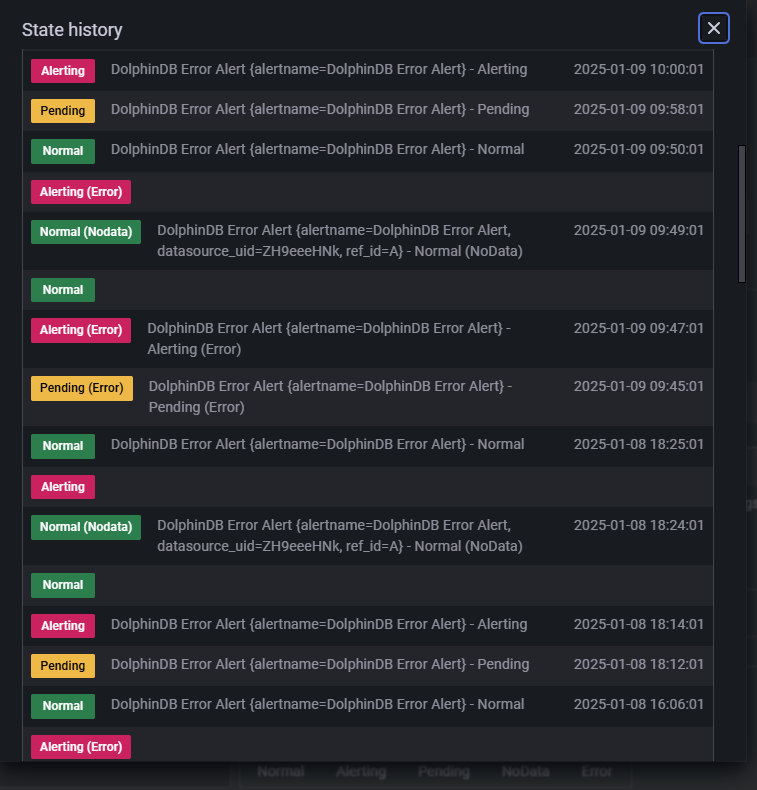 State history
Alerting DolphinDB Error Alert {alertname=DolphinDB Error Alert} - Alerting 2025-01-09 10:00:01
Pending DolphinDB Error Alert {alertname=DolphinDB Error Alert} - Pending 2025-01-09 09:58:01
Normal DolphinDB Error Alert {alertname=DolphinDB Error Alert} - Normal 2025-01-09 09:50:01
Alerting (Error)
Normal (Nodata) DolphinDB Error Alert {alertname=DolphinDB Error Alert, 2025-01-09 09:49:01
datasource_uid=ZH9eeeHNk, ref_id=A} - Normal (NoData)
Normal
Alerting (Error) DolphinDB Error Alert {alertname=DolphinDB Error Alert} - 2025-01-09 09:47:01
Alerting (Error)
Pending (Error) DolphinDB Error Alert {alertname=DolphinDB Error Alert} - 2025-01-09 09:45:01
Pending (Error)
Normal DolphinDB Error Alert {alertname=DolphinDB Error Alert} - Normal 2025-01-08 18:25:01
Alerting
Normal (Nodata) DolphinDB Error Alert {alertname=DolphinDB Error Alert, 2025-01-08 18:24:01
datasource_uid=ZH9eeeHNk, ref_id=A} - Normal (NoData)
Normal
Alerting DolphinDB Error Alert {alertname=DolphinDB Error Alert} - Alerting 2025-01-08 18:14:01
Pending DolphinDB Error Alert {alertname=DolphinDB Error Alert} - Pending 2025-01-08 18:12:01
Normal DolphinDB Error Alert {alertname=DolphinDB Error Alert} - Normal 2025-01-08 16:06:01
Alerting (Error)
Normal Alerting Pending NoData Error